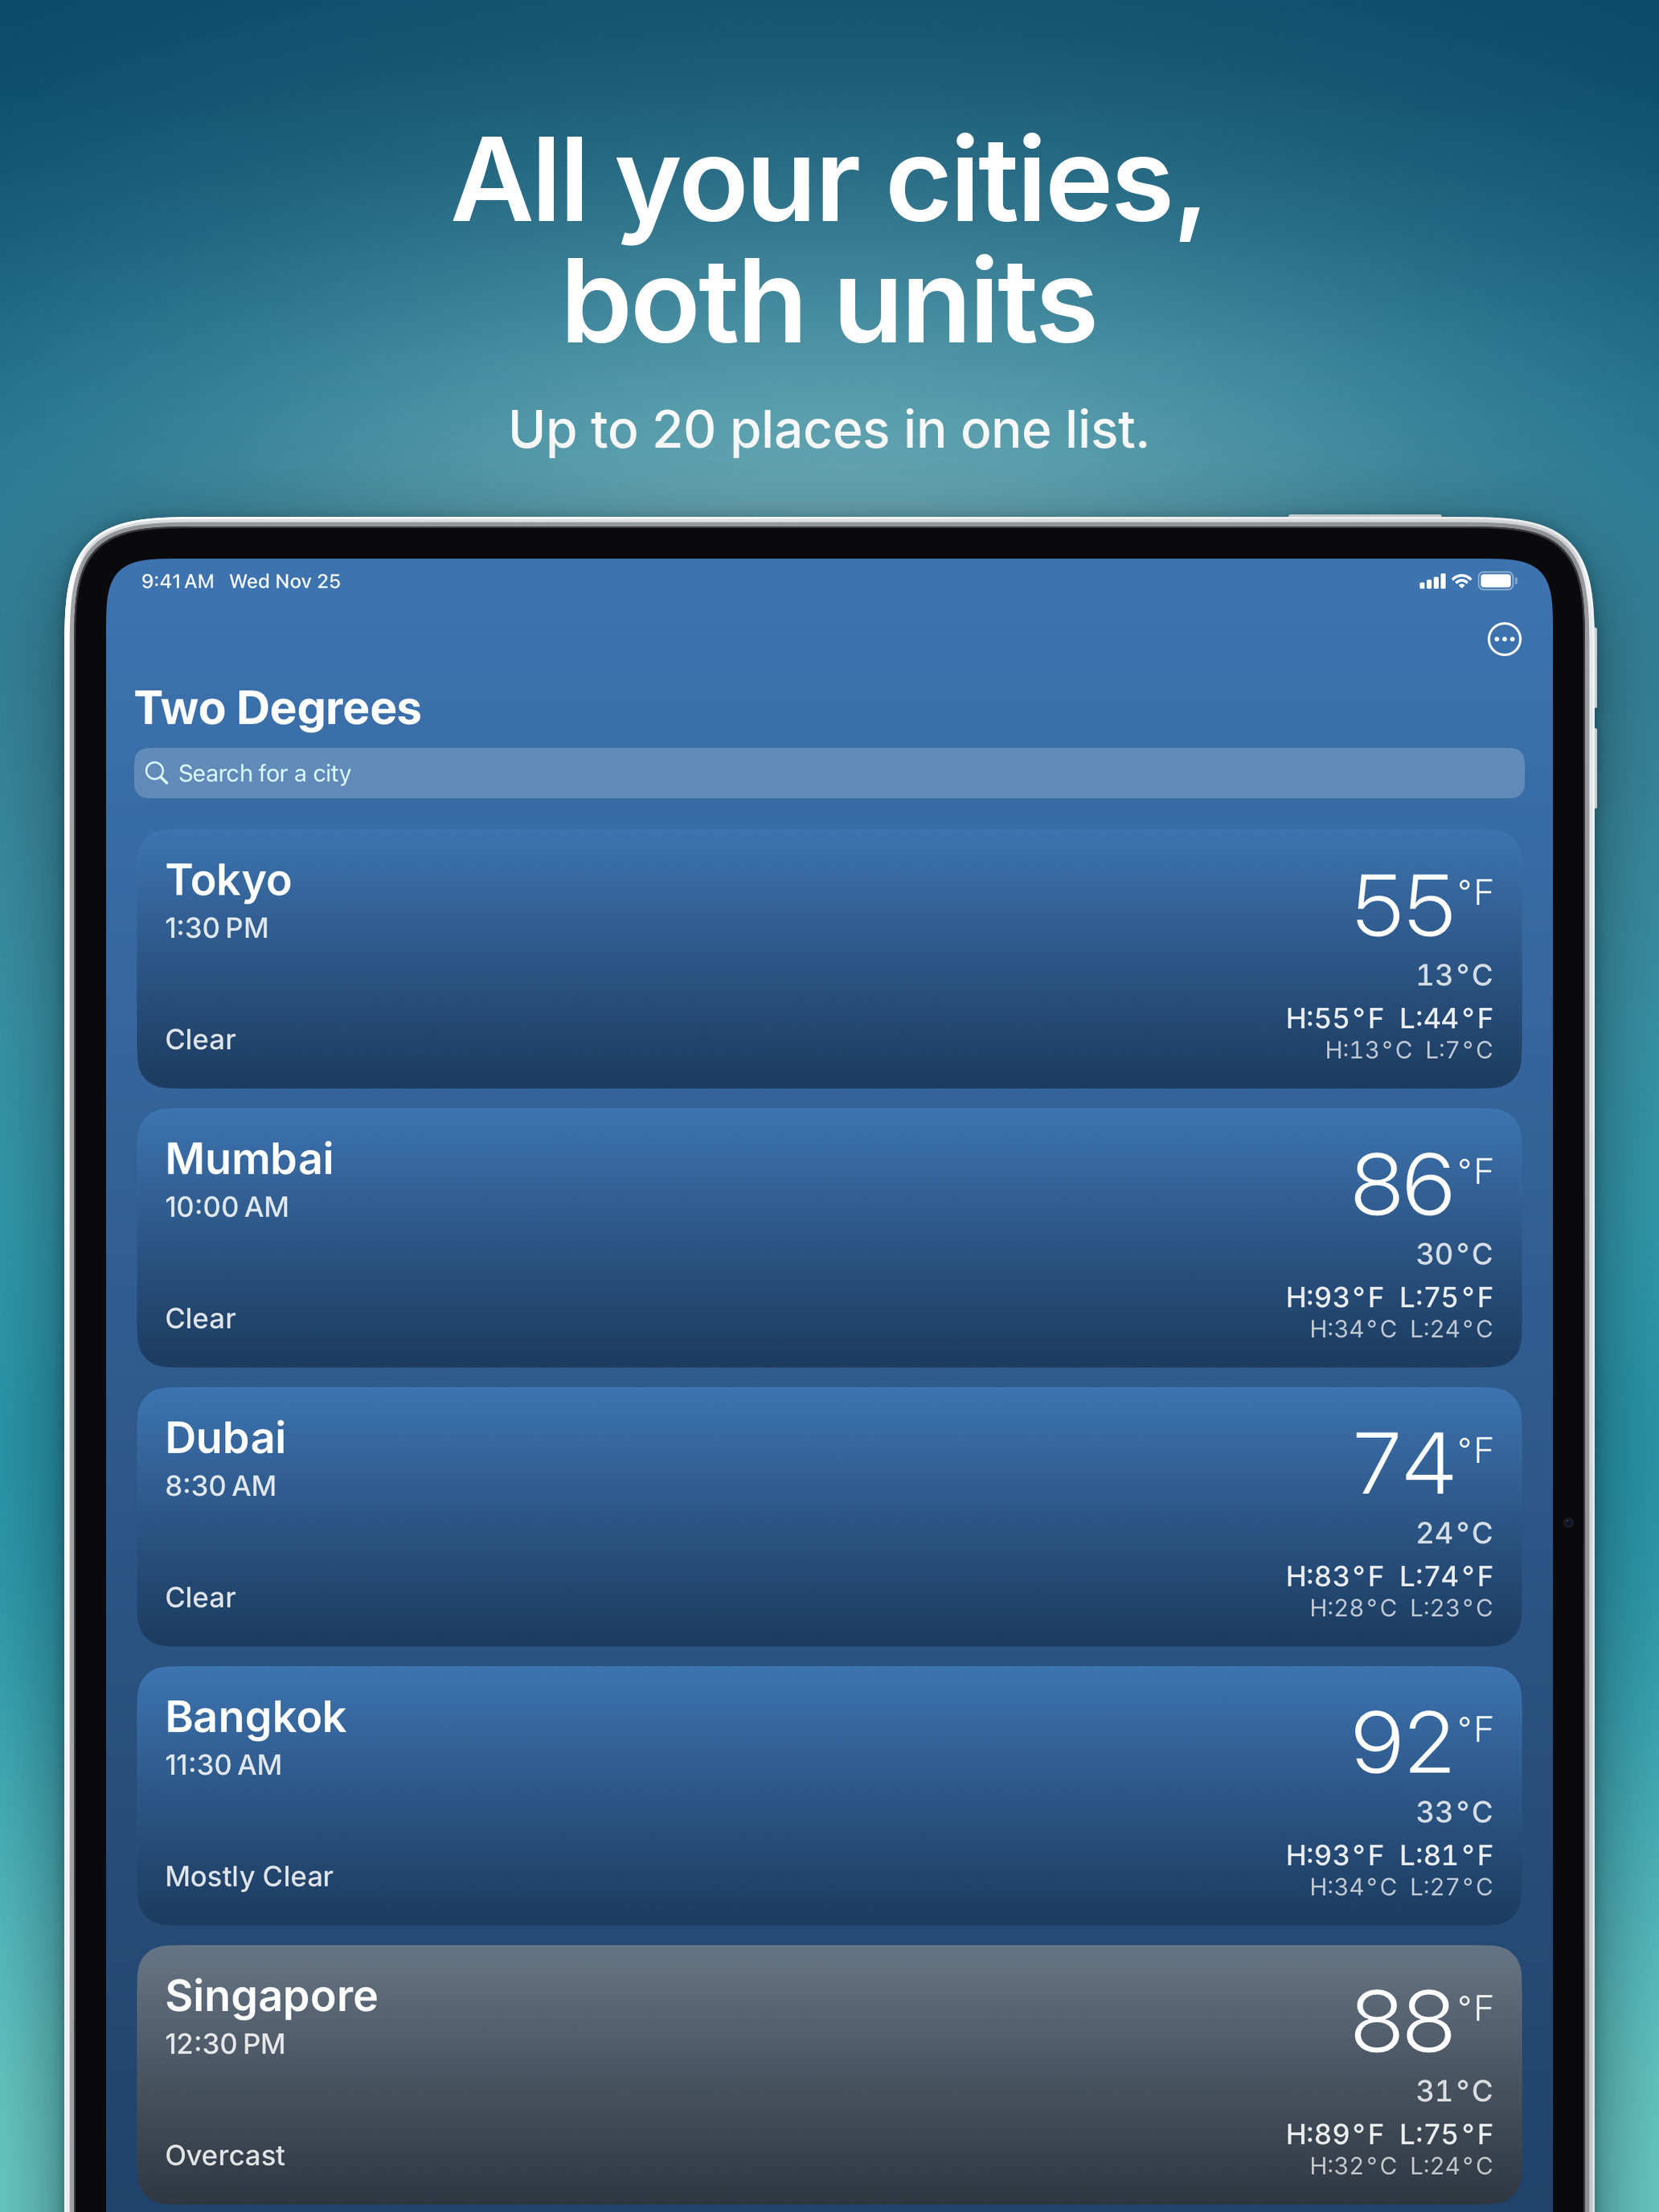 All your cities,
both units
Up to 20 places in one list.
9:41 AM Wed Nov 25
Two Degrees
Search for a city
Tokyo
1:30 PM
Clear
55°F
13°C
H:55°F L:44°F
H:13°C L:7°C
Mumbai
10:00 AM
Clear
86°F
30°C
H:93°F L:75°F
H:34°C L:24°C
Dubai
8:30 AM
Clear
74°F
24°C
H:83°F L:74°F
H:28°C L:23°C
Bangkok
11:30 AM
Mostly Clear
92°F
33°C
H:93°F L:81°F
H:34°C L:27°C
Singapore
12:30 PM
Overcast
88°F
31°C
H:89°F L:75°F
H:32°C L:24°C